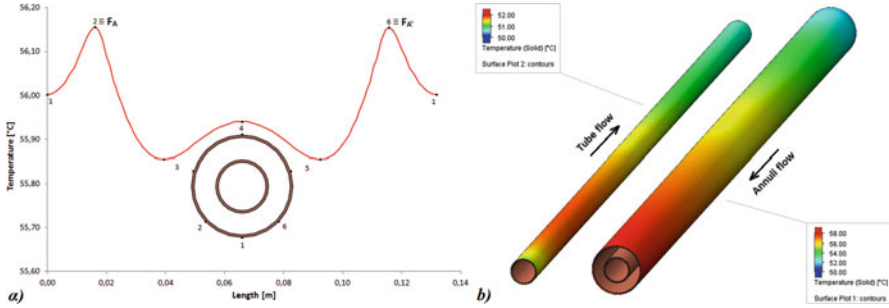 56,20
56,10
56,00
55,90
55,80
55,70
55,60
Temperature [°C]
2 ≡ FA
6 ≡ FA'
1
1
3
4
5
2
6
1
0,00
0,02
0,04
0,06
0,08
0,10
0,12
0,14
Length [m]
a)
52.00
51.00
50.00
Temperature (Solid) [°C]
Surface Plot 2: contours
Tube flow
Annuli flow
58.00
56.00
54.00
52.00
50.00
Temperature (Solid) [°C]
Surface Plot 1: contours
b)